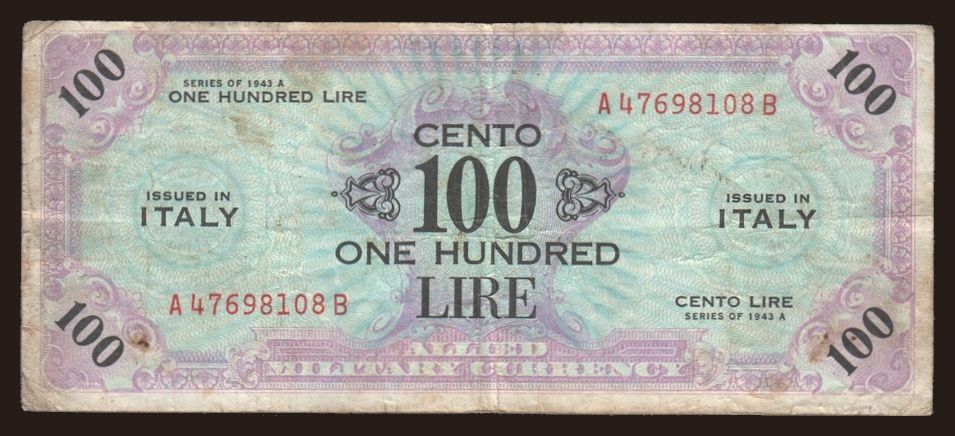 100
100
SERIES OF 1943 A
ONE HUNDRED LIRE
A 47698108 B
CENTO
100
ONE HUNDRED
LIRE
ISSUED IN
ITALY
ISSUED IN
ITALY
A 47698108 B
CENTO LIRE
SERIES OF 1943 A
100
100
ALLIED
MILITARY CURRENCY